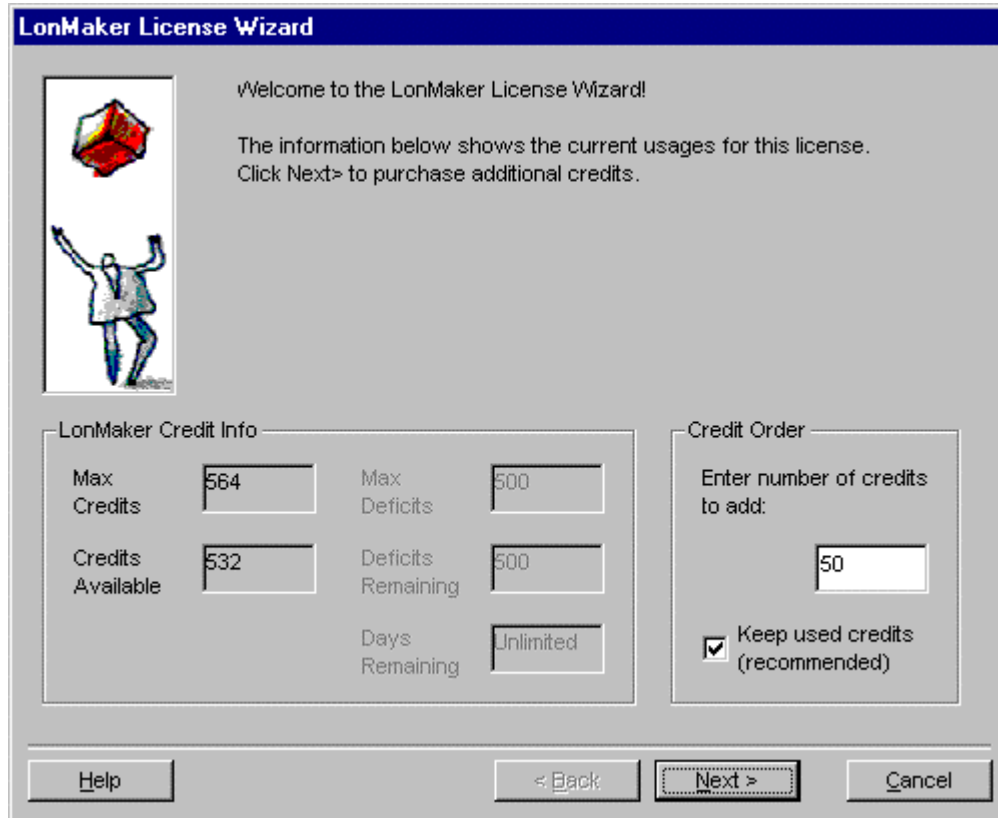 LonMaker License Wizard
Welcome to the LonMaker License Wizard!
The information below shows the current usages for this license.
Click Next> to purchase additional credits.
LonMaker Credit Info
Max
Credits
564
Max
Deficits
500
Credits
Available
532
Deficits
Remaining
500
Days
Remaining
Unlimited
Credit Order
Enter number of credits
to add:
50
Keep used credits
(recommended)
Help
< Back
Next >
Cancel